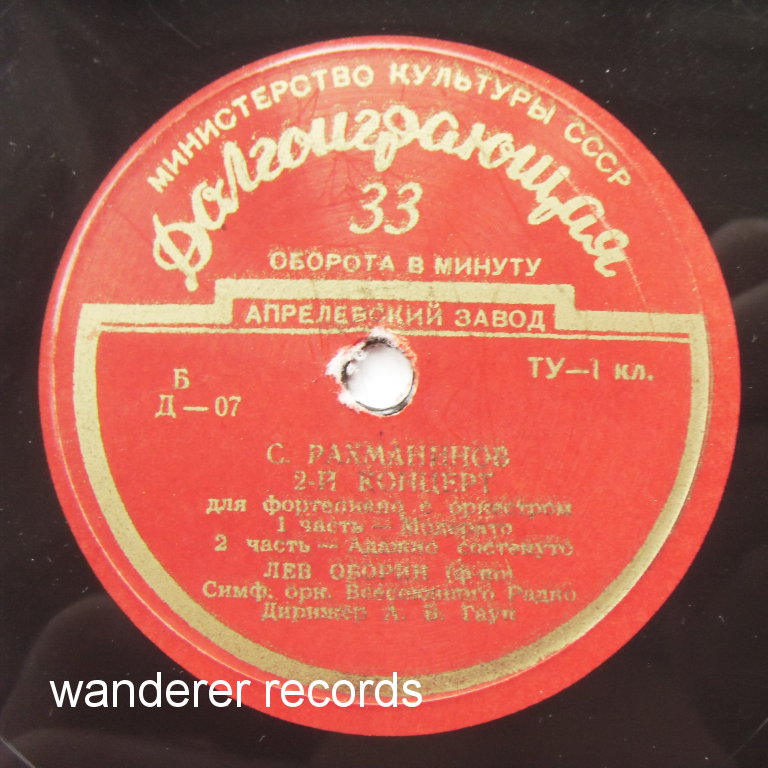 МИНИСТЕРСТВО КУЛЬТУРЫ СССР
Долгоиграющая
33
ОБОРОТА В МИНУТУ
АПРЕЛЕВСКИЙ ЗАВОД
Б
Д—07
ТУ—1 кл.
С. РАХМАНИНОВ
2-Й КОНЦЕРТ
для фортепиано с оркестром
1 часть — Модерато
2 часть — Адажио состенуто
ЛЕВ ОБОРИН (ф-но)
Симф. орк. Всесоюзного Радио
Дирижер А. В. Гаук
wanderer records